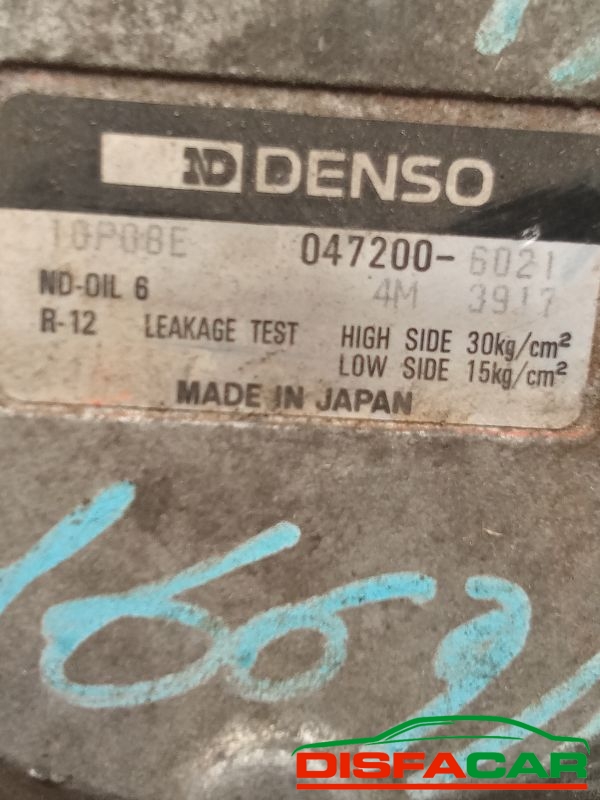 ND DENSO
10P08E 047200-6021
ND-OIL 6 4M 3917
R-12 LEAKAGE TEST HIGH SIDE 30kg/cm²
LOW SIDE 15kg/cm²
MADE IN JAPAN
DISFACAR